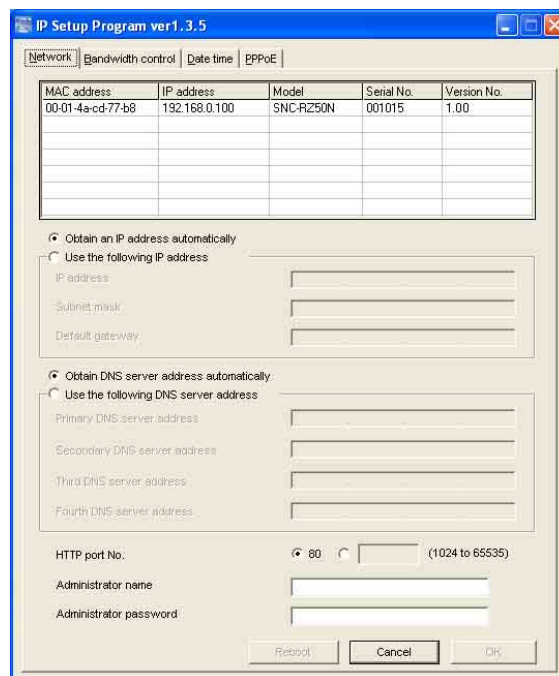 IP Setup Program ver1.3.5
Network Bandwidth control Date time PPPoE
MAC address IP address Model Serial No. Version No.
00-01-4a-cd-77-b8 192.168.0.100 SNC-RZ50N 001015 1.00
Obtain an IP address automatically
Use the following IP address
IP address
Subnet mask
Default gateway
Obtain DNS server address automatically
Use the following DNS server address
Primary DNS server address
Secondary DNS server address
Third DNS server address
Fourth DNS server address
HTTP port No. 80 (1024 to 65535)
Administrator name
Administrator password
Reboot Cancel OK